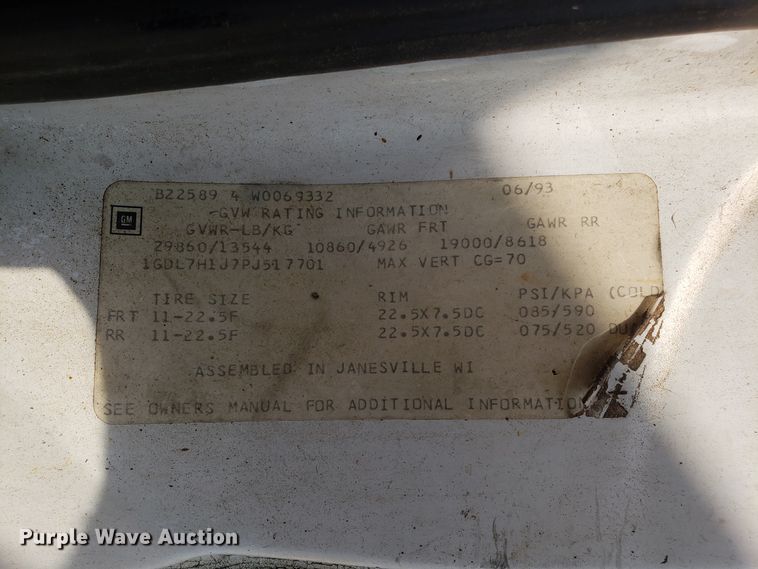 B22589 4 W0069332 06/93
GM
GVW RATING INFORMATION
GVWR-LB/KG GAWR FRT GAWR RR
29860/13544 10860/4926 19000/8618
1GDL7H1J7PJ517701 MAX VERT CG=70
TIRE SIZE RIM PSI/KPA (COLD
FRT 11-22.5F 22.5X7.5DC 085/590
RR 11-22.5F 22.5X7.5DC 075/520
ASSEMBLED IN JANESVILLE WI
SEE OWNERS MANUAL FOR ADDITIONAL INFORMATION
Purple Wave Auction